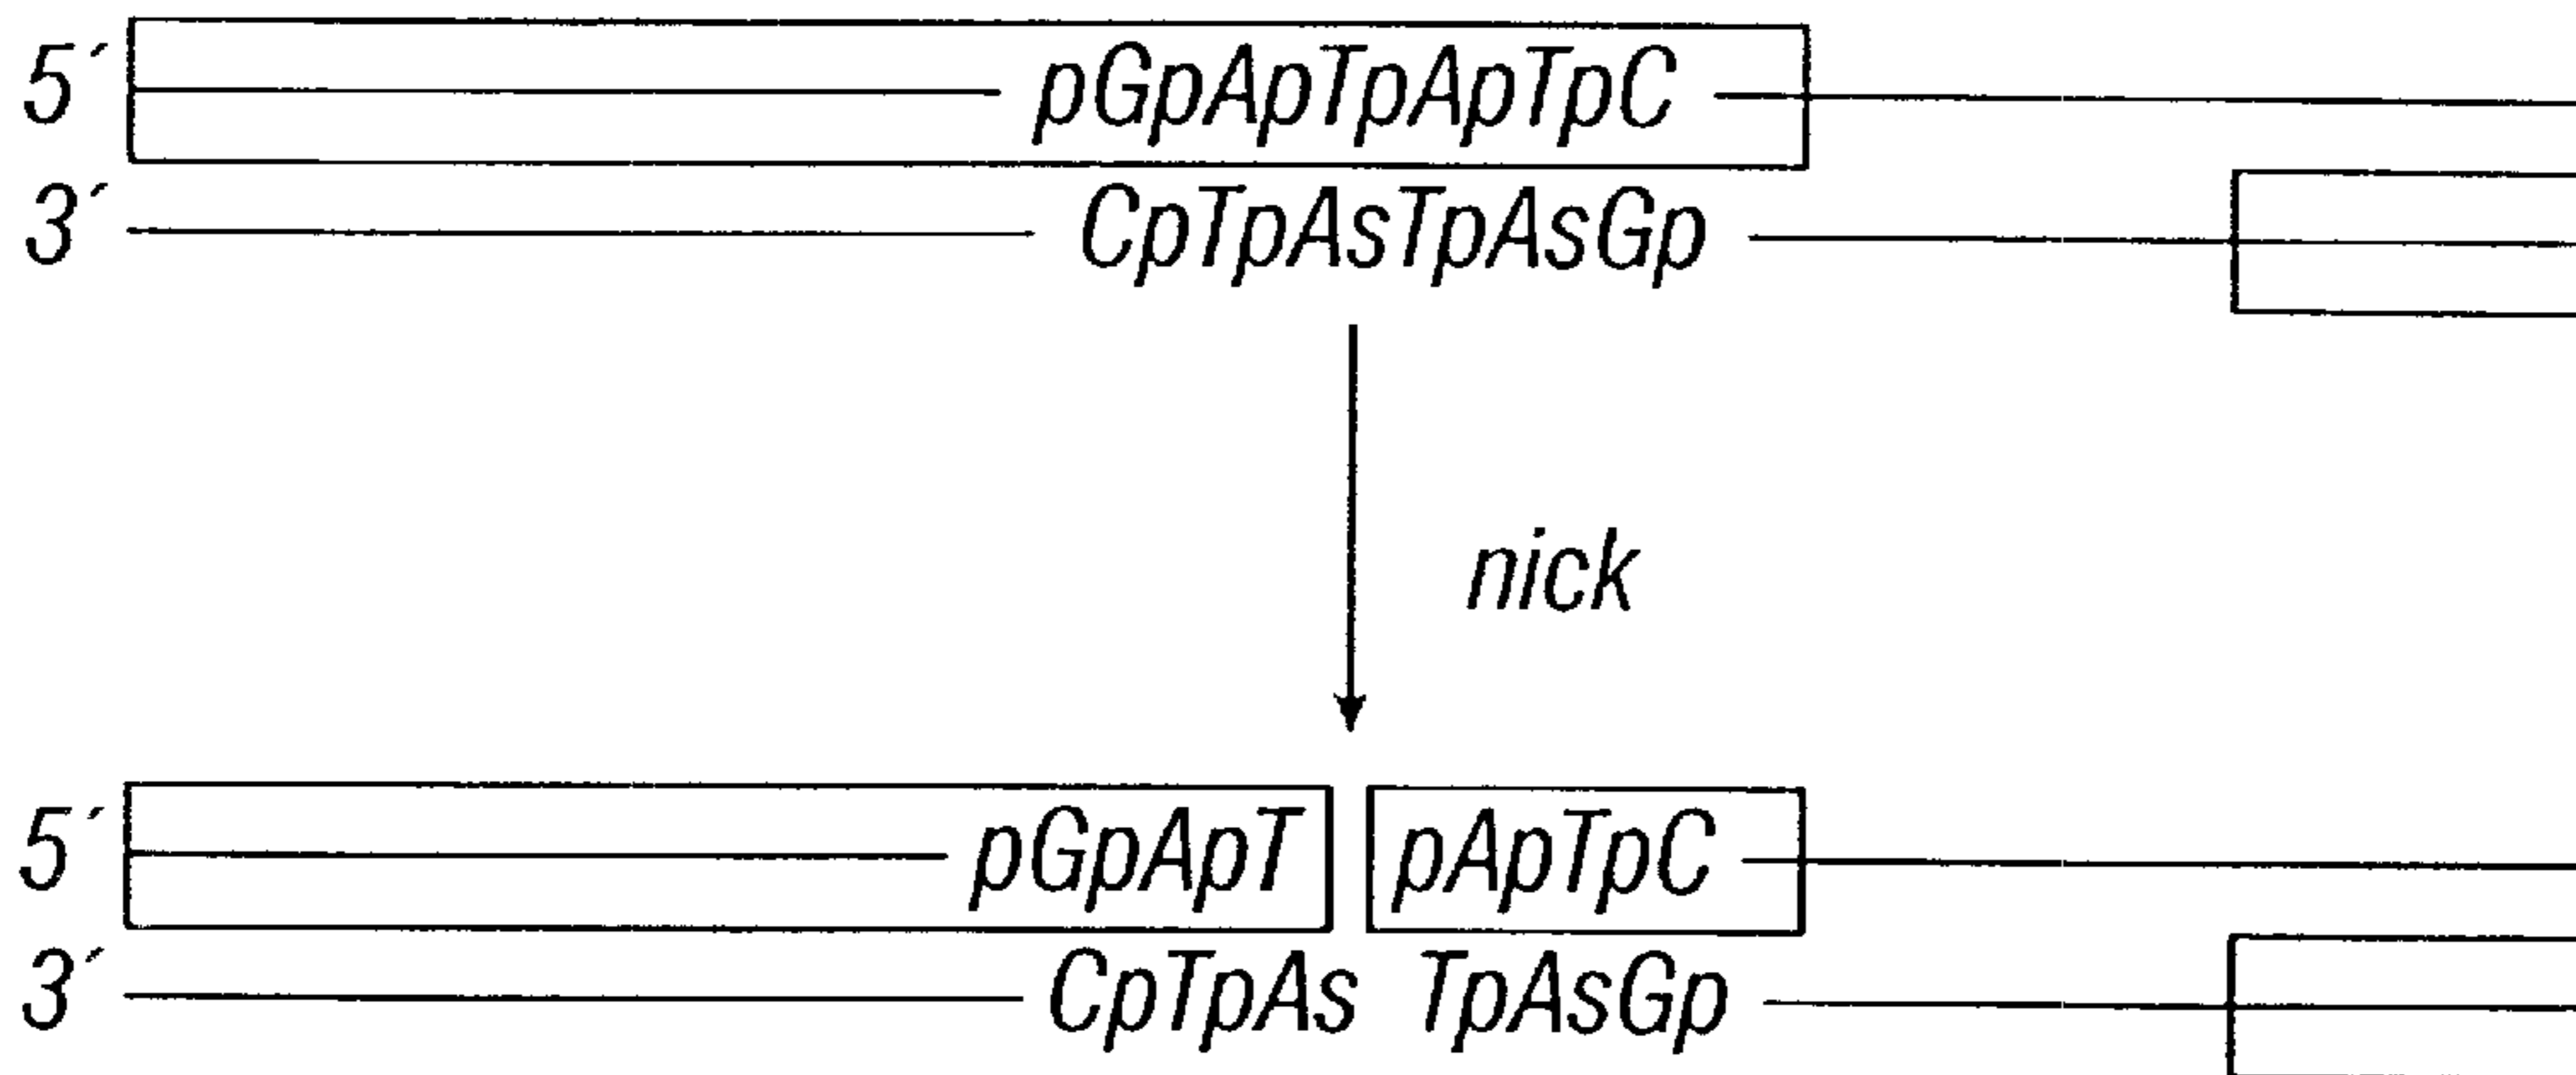 5´ pGpApTpApTpC
3´ CpTpAsTpAsGp
nick
5´ pGpApT pApTpC
3´ CpTpAs TpAsGp